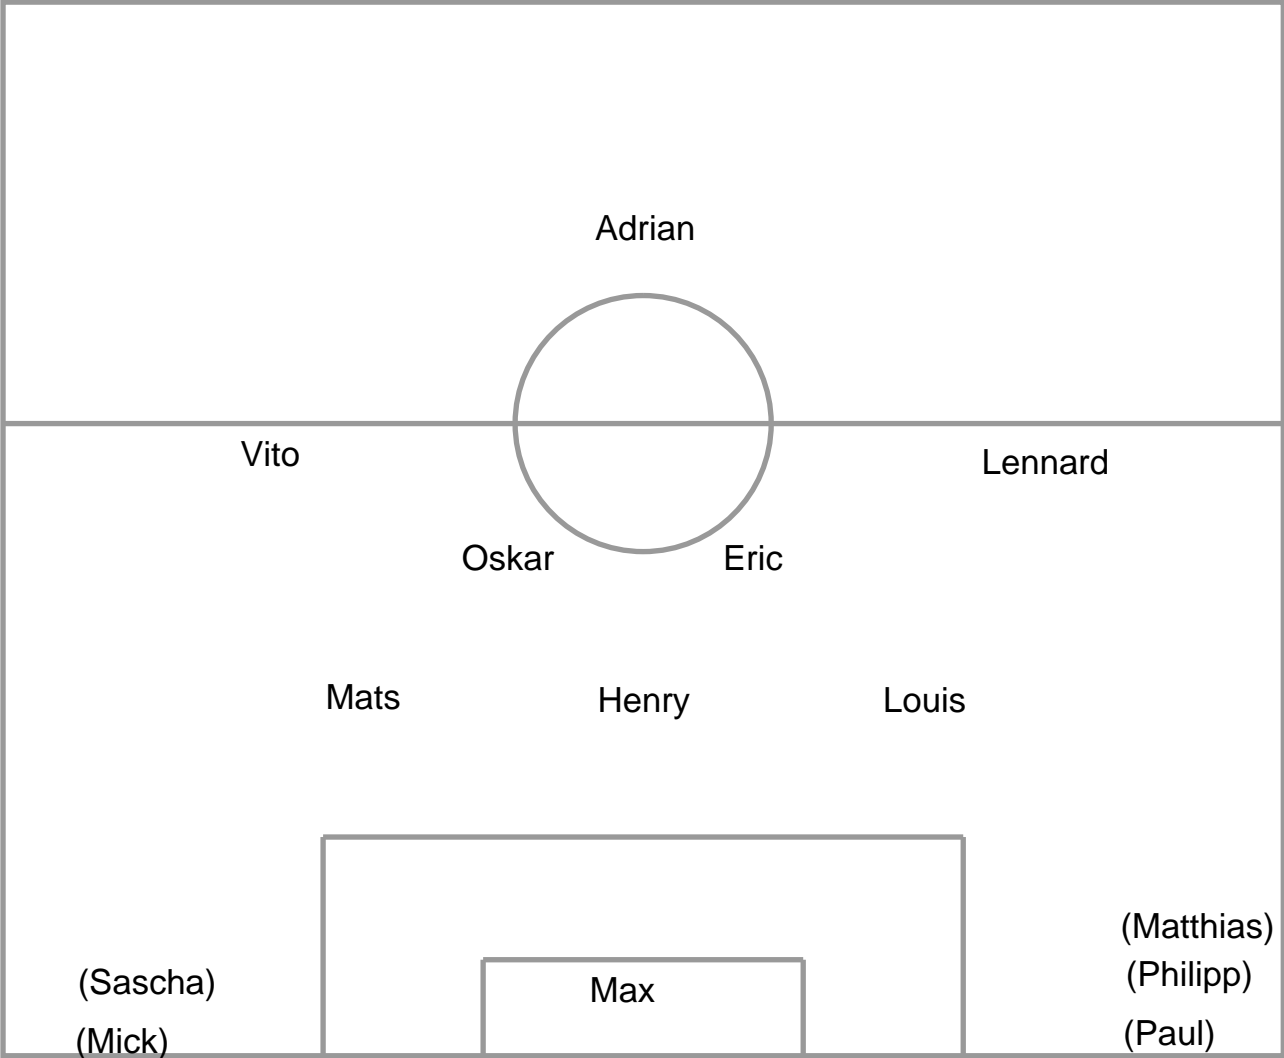 Adrian
Vito
Lennard
Oskar
Eric
Mats
Henry
Louis
(Matthias)
(Philipp)
(Sascha)
Max
(Paul)
(Mick)